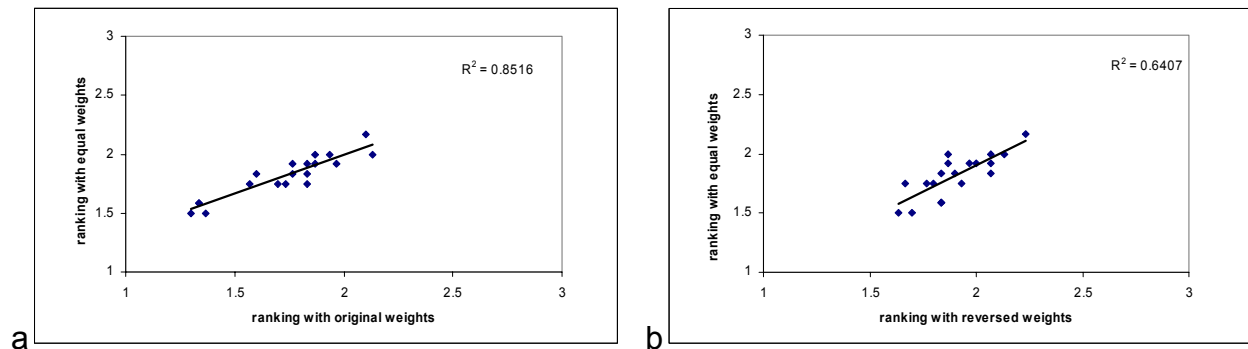 a
ranking with equal weights
3
2.5
2
1.5
1
R² = 0.8516
1
1.5
2
2.5
3
ranking with original weights
b
ranking with equal weights
3
2.5
2
1.5
1
R² = 0.6407
1
1.5
2
2.5
3
ranking with reversed weights